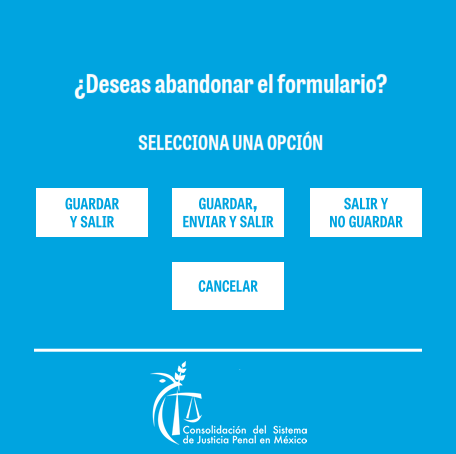 ¿Deseas abandonar el formulario?
SELECCIONA UNA OPCIÓN
GUARDAR
Y SALIR
GUARDAR,
ENVIAR Y SALIR
SALIR Y
NO GUARDAR
CANCELAR
Consolidación del Sistema
de Justicia Penal en México